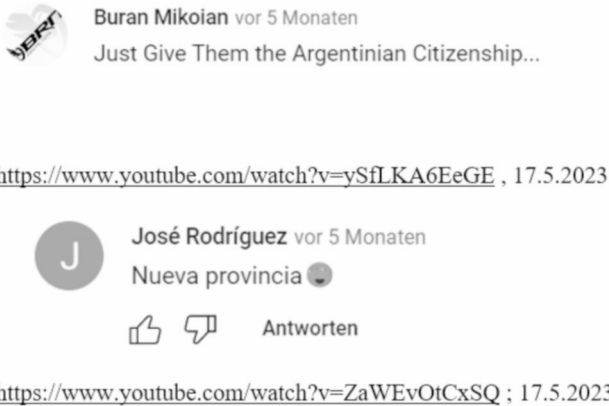 Buran Mikoian vor 5 Monaten
Just Give Them the Argentinian Citizenship...
https://www.youtube.com/watch?v=ySfLKA6EeGE , 17.5.2023
J
José Rodríguez vor 5 Monaten
Nueva provincia
Antworten
https://www.youtube.com/watch?v=ZaWEvOtCxSQ ; 17.5.2023